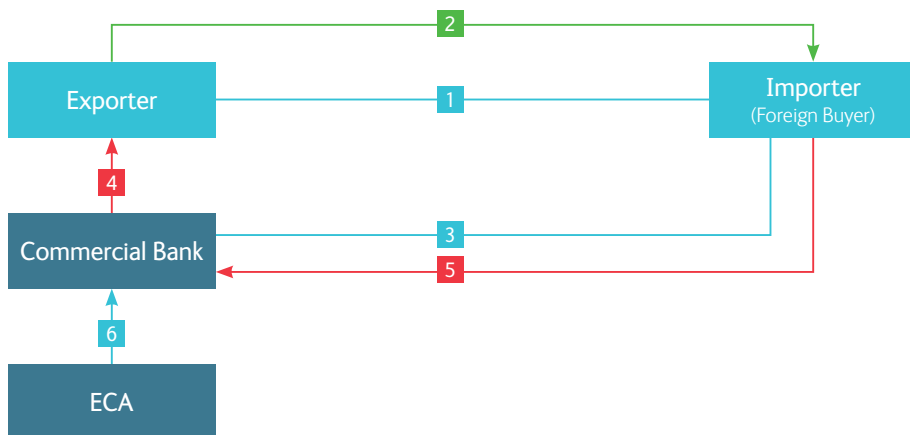 2
Exporter
1
Importer
(Foreign Buyer)
4
Commercial Bank
3
5
6
ECA